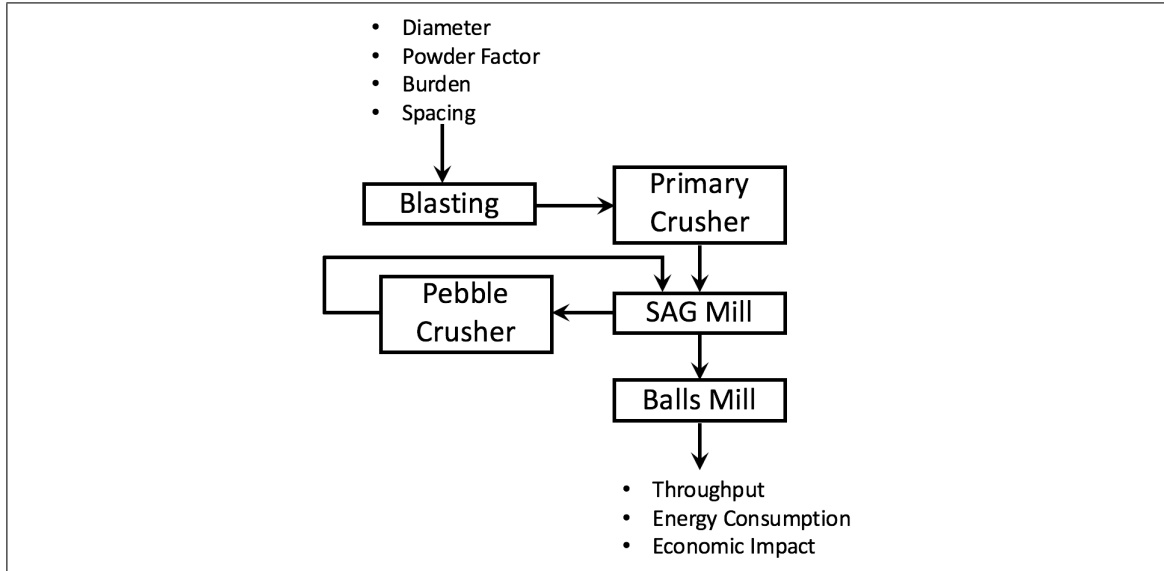 • Diameter
• Powder Factor
• Burden
• Spacing
Blasting
Primary
Crusher
Pebble
Crusher
SAG Mill
Balls Mill
• Throughput
• Energy Consumption
• Economic Impact